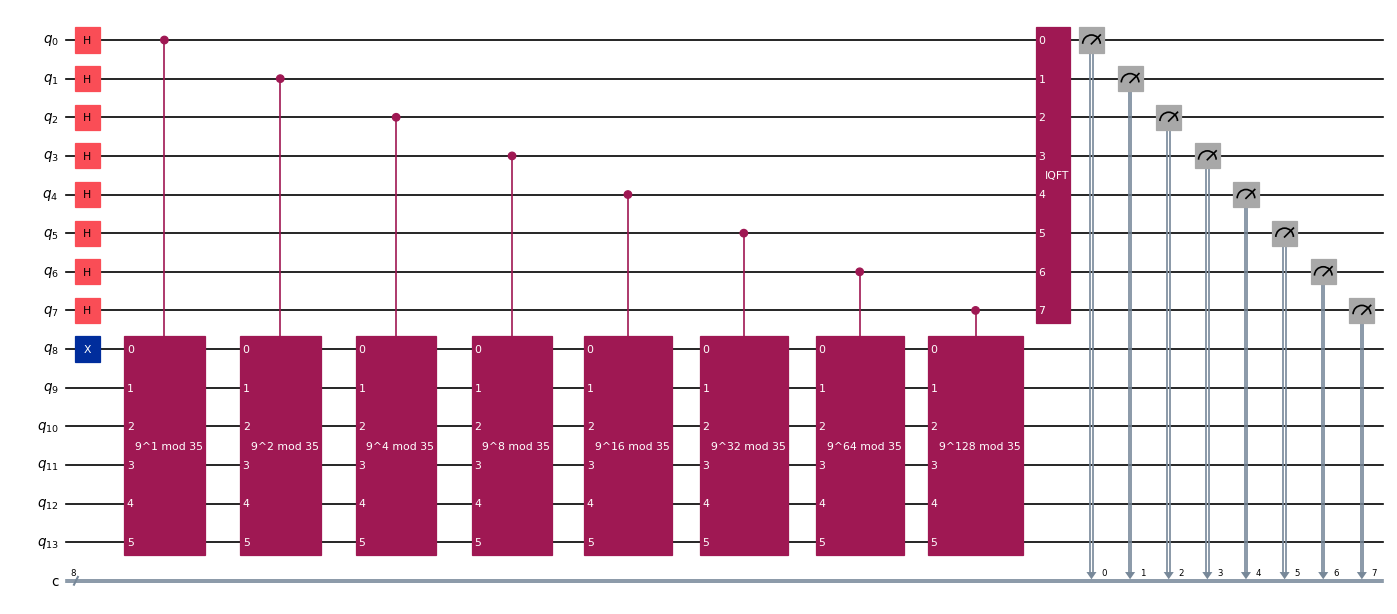 q0 H 0
q1 H 1
q2 H 2
q3 H 3
IQFT
q4 H 4
q5 H 5
q6 H 6
q7 H 7
q8 X 0 0 0 0 0 0 0 0
q9 1 1 1 1 1 1 1 1
q10 2 2 2 2 2 2 2 2
9^1 mod 35 9^2 mod 35 9^4 mod 35 9^8 mod 35 9^16 mod 35 9^32 mod 35 9^64 mod 35 9^128 mod 35
q11 3 3 3 3 3 3 3 3
q12 4 4 4 4 4 4 4 4
q13 5 5 5 5 5 5 5 5
c 8 0 1 2 3 4 5 6 7